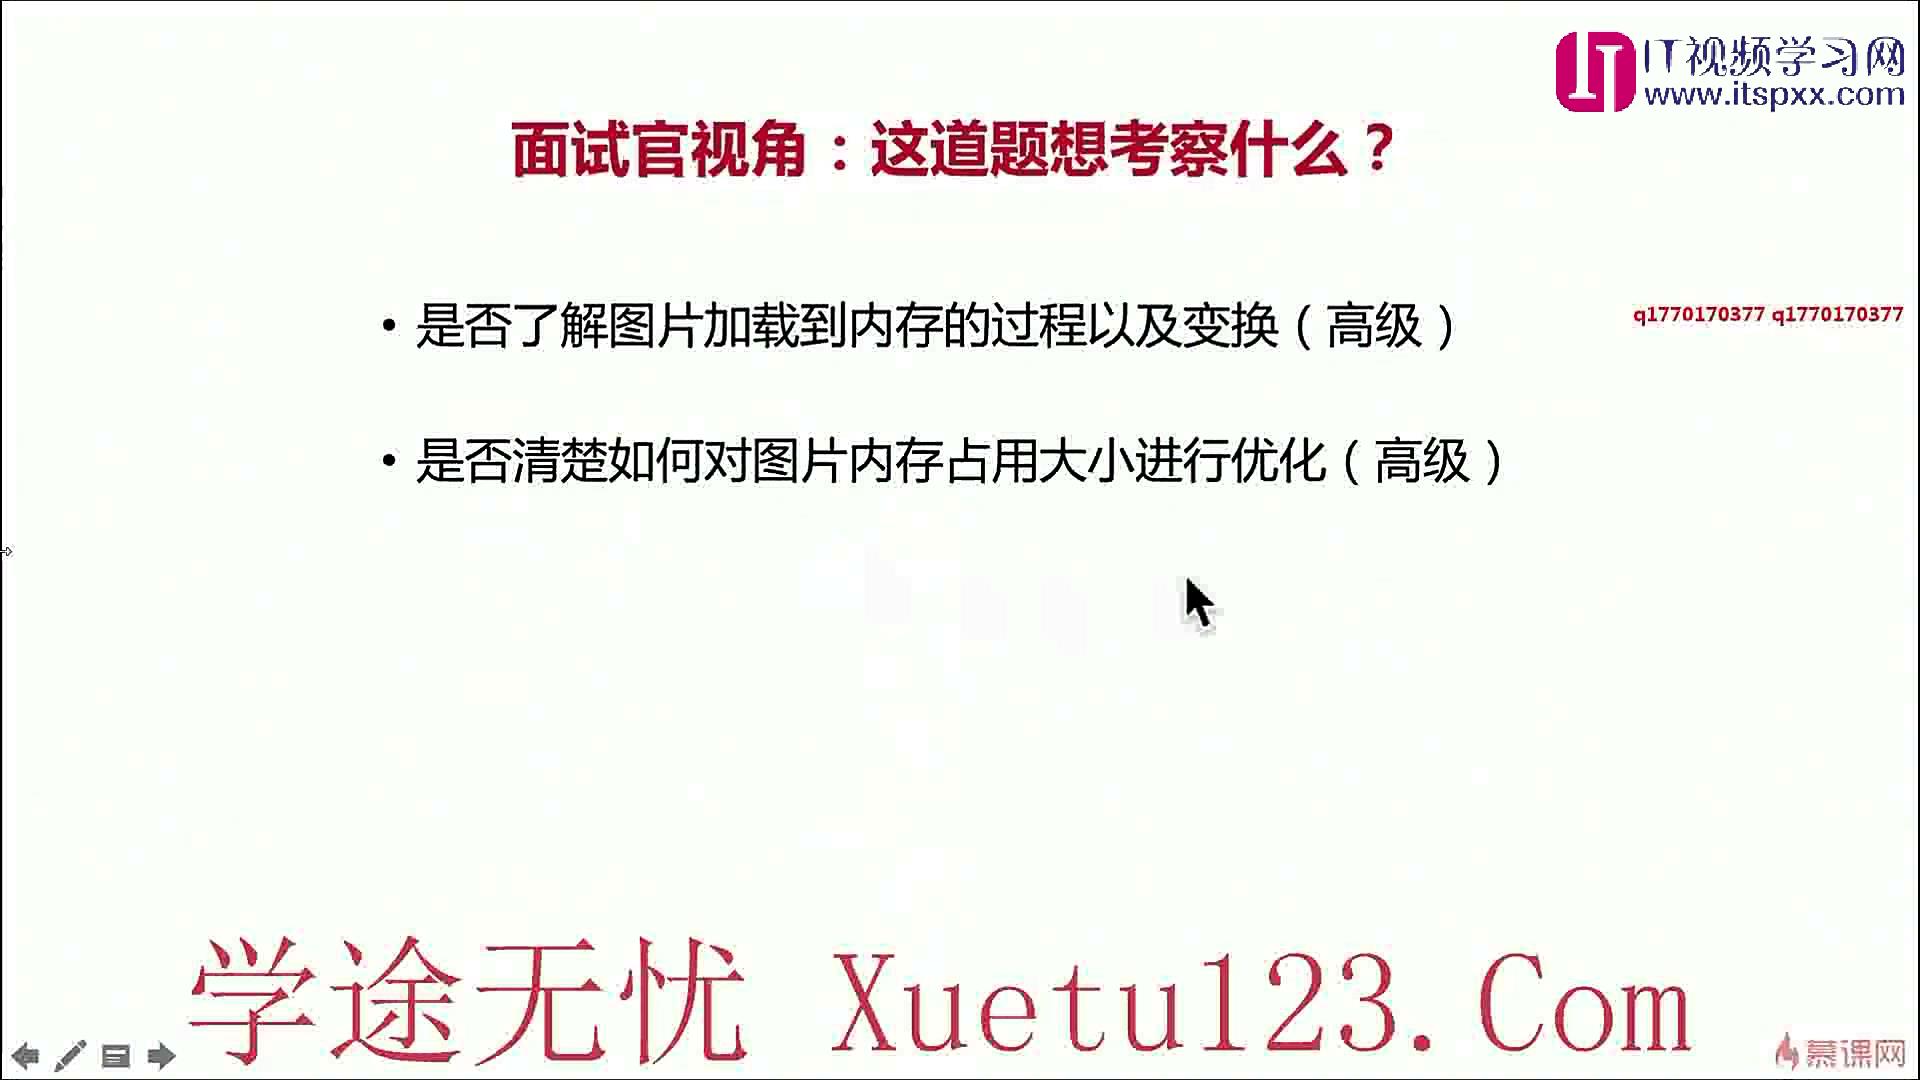 IT视频学习网
www.itspxx.com
面试官视角：这道题想考察什么？
• 是否了解图片加载到内存的过程以及变换（高级）
q1770170377 q1770170377
• 是否清楚如何对图片内存占用大小进行优化（高级）
学途无忧 Xuetu123.Com
慕课网